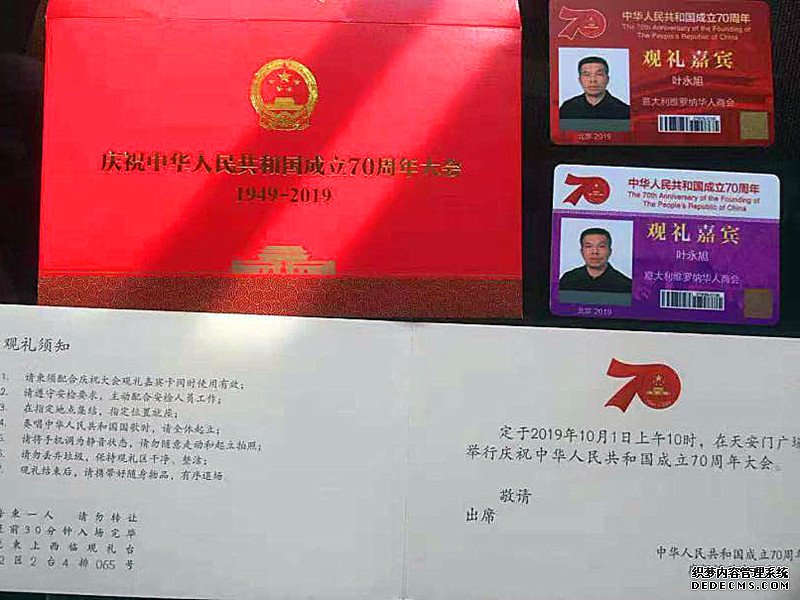 庆祝中华人民共和国成立70周年大会
1949-2019
70
中华人民共和国成立70周年
The 70th Anniversary of the Founding of
The People's Republic of China
观礼嘉宾
叶永旭
意大利维罗纳华人商会
北京 2019
70
中华人民共和国成立70周年
The 70th Anniversary of the Founding of
The People's Republic of China
观礼嘉宾
叶永旭
意大利维罗纳华人商会
北京 2019
观礼须知
1. 请柬须配合庆祝大会观礼嘉宾卡同时使用有效；
2. 请遵守安检要求，主动配合安检人员工作；
3. 在指定地点集结，指定位置就座；
奏唱中华人民共和国国歌时，请全体起立；
请将手机调为静音状态，请勿随意走动和起立拍照；
请勿丢弃垃圾，保持观礼区干净、整洁；
观礼结束后，请携带好随身物品，有序退场。
柬一人 请勿转让
前30分钟入场完毕
东上西临观礼台
2区2台4排065号
70
定于2019年10月1日上午10时，在天安门广场
举行庆祝中华人民共和国成立70周年大会。
敬请
出席
中华人民共和国成立70周年
织梦内容管理系统
DEDECMS.COM